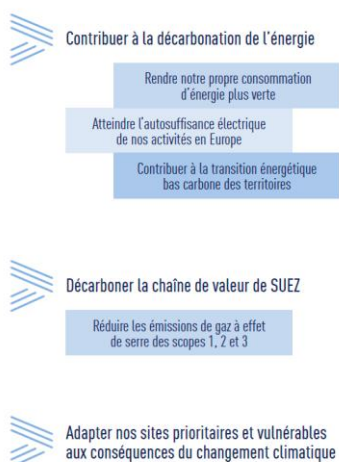 Contribuer à la décarbonation de l'énergie
Rendre notre propre consommation
d'énergie plus verte
Atteindre l'autosuffisance électrique
de nos activités en Europe
Contribuer à la transition énergétique
bas carbone des territoires
Décarboner la chaîne de valeur de SUEZ
Réduire les émissions de gaz à effet
de serre des scopes 1, 2 et 3
Adapter nos sites prioritaires et vulnérables
aux conséquences du changement climatique